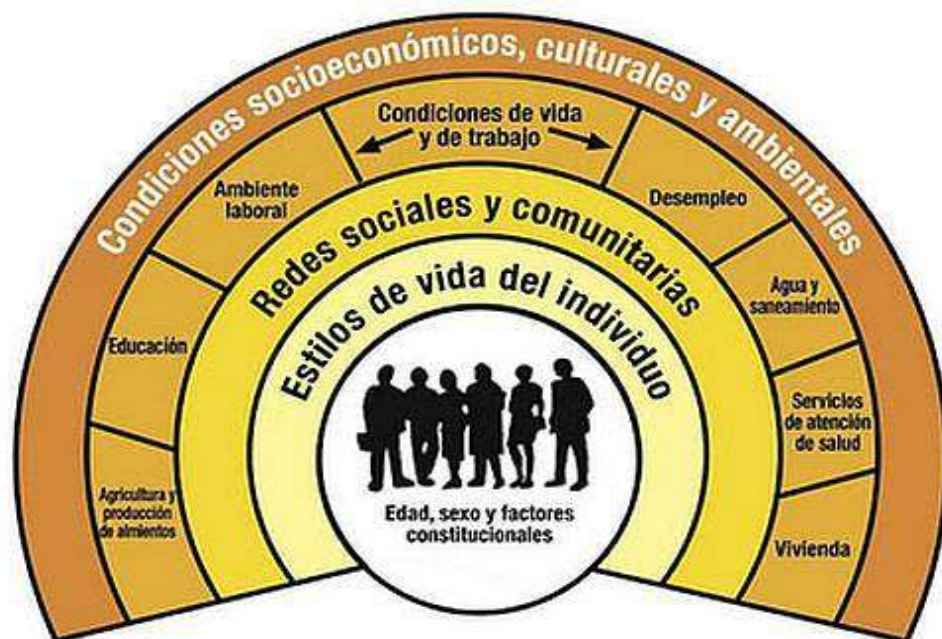 Condiciones socioeconómicos, culturales y ambientales
Condiciones de vida
y de trabajo
Ambiente
laboral
Desempleo
Redes sociales y comunitarias
Agua y
saneamiento
Estilos de vida del individuo
Educación
Servicios
de atención
de salud
Agricultura y
producción
de almientos
Edad, sexo y factores
constitucionales
Vivienda